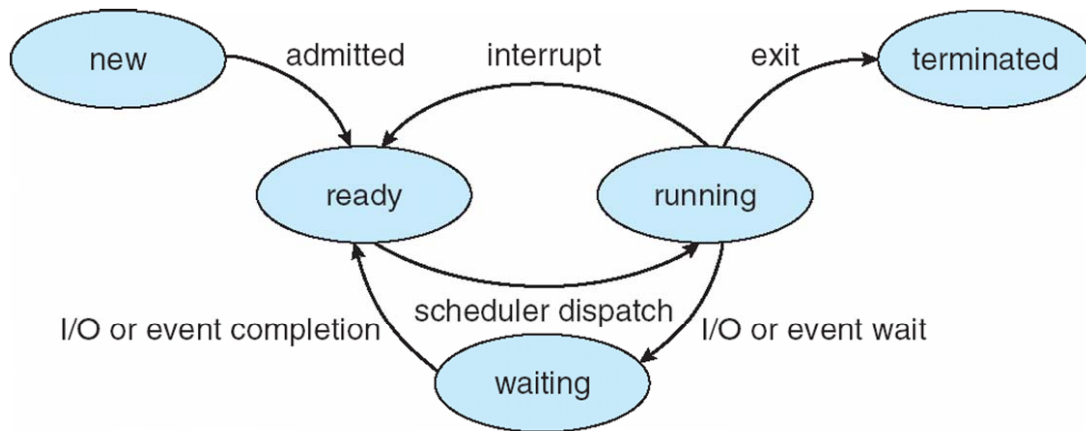 new
admitted
interrupt
exit
terminated
ready
running
I/O or event completion
scheduler dispatch
I/O or event wait
waiting